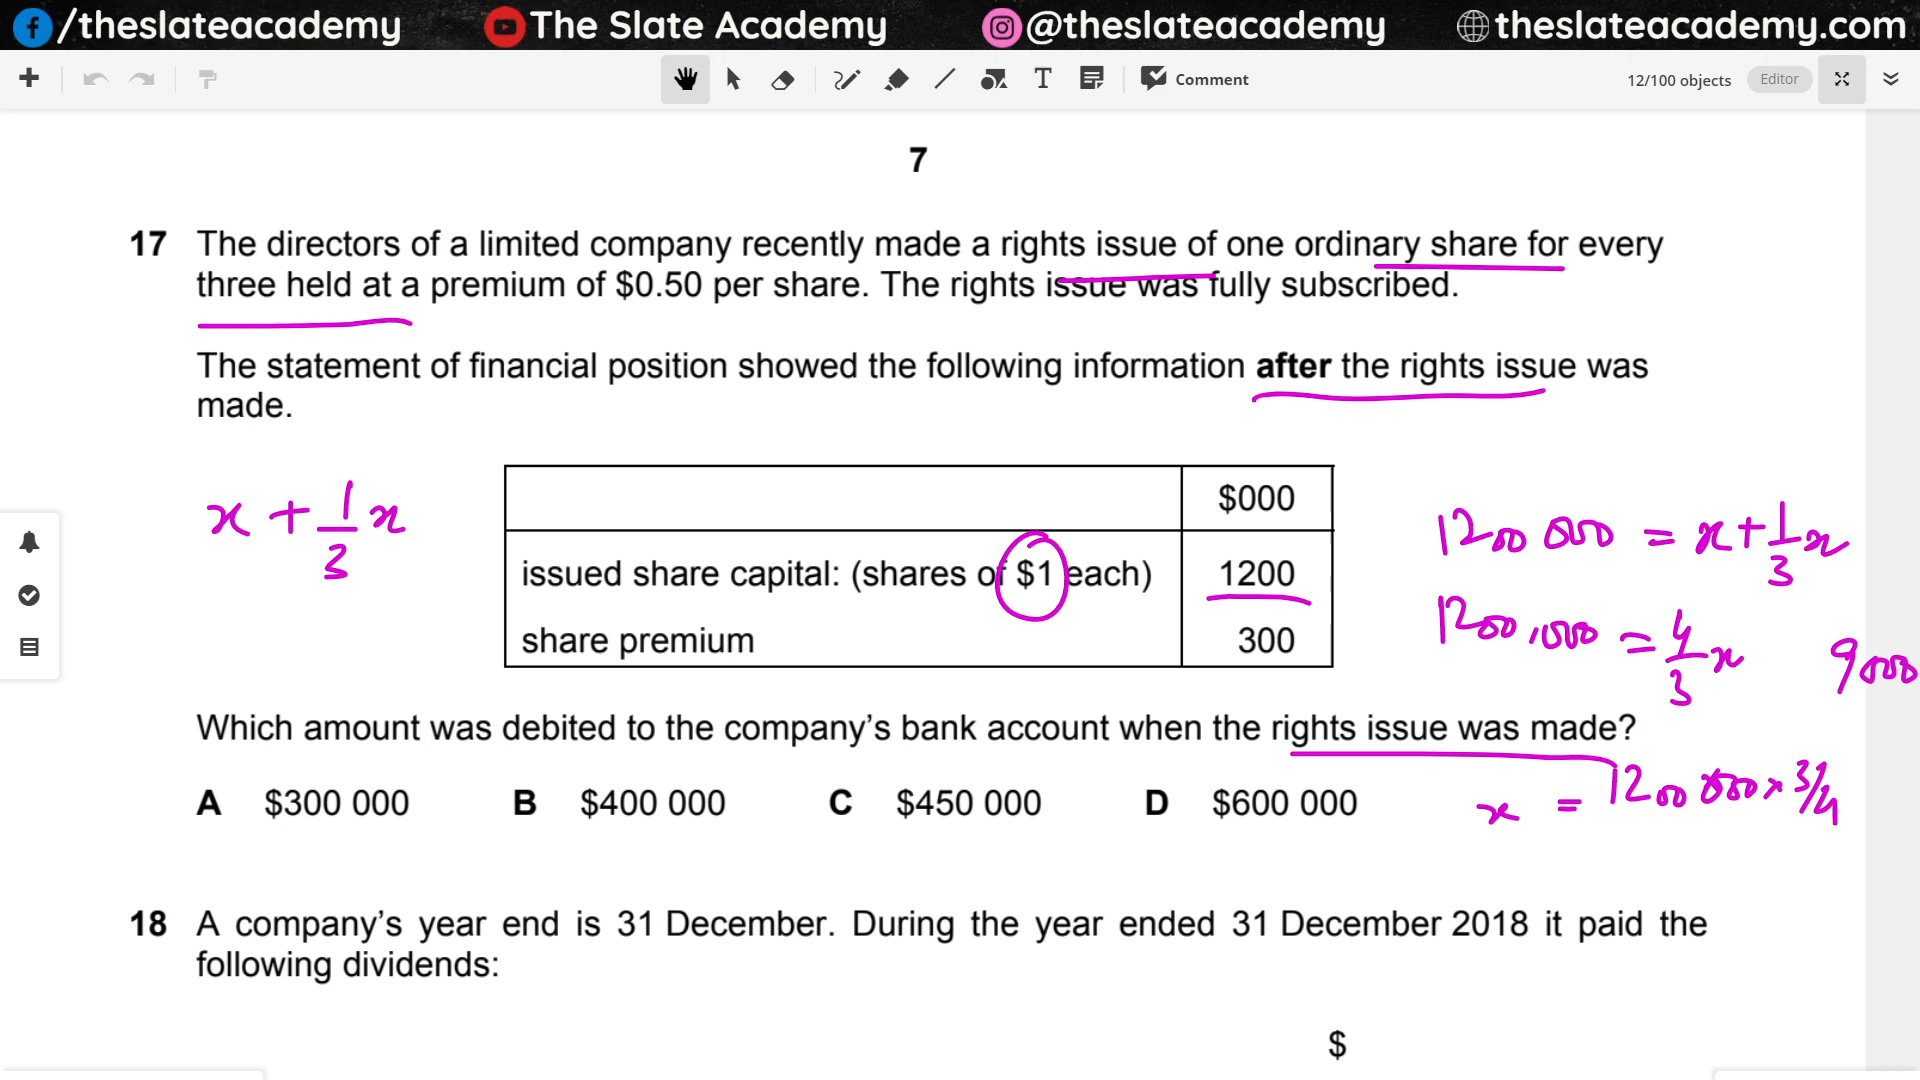 /theslateacademy The Slate Academy @theslateacademy theslateacademy.com
T Comment 12/100 objects Editor
7
17 The directors of a limited company recently made a rights issue of one ordinary share for every
three held at a premium of $0.50 per share. The rights issue was fully subscribed.
The statement of financial position showed the following information after the rights issue was
made.
x + 1/3 x
$000
issued share capital: (shares of $1 each) 1200
share premium 300
1200 000 = x + 1/3 x
1200,000 = 4/3 x
9000
Which amount was debited to the company’s bank account when the rights issue was made?
A $300 000 B $400 000 C $450 000 D $600 000
x = 1200 000 x 3/4
18 A company’s year end is 31 December. During the year ended 31 December 2018 it paid the
following dividends:
$